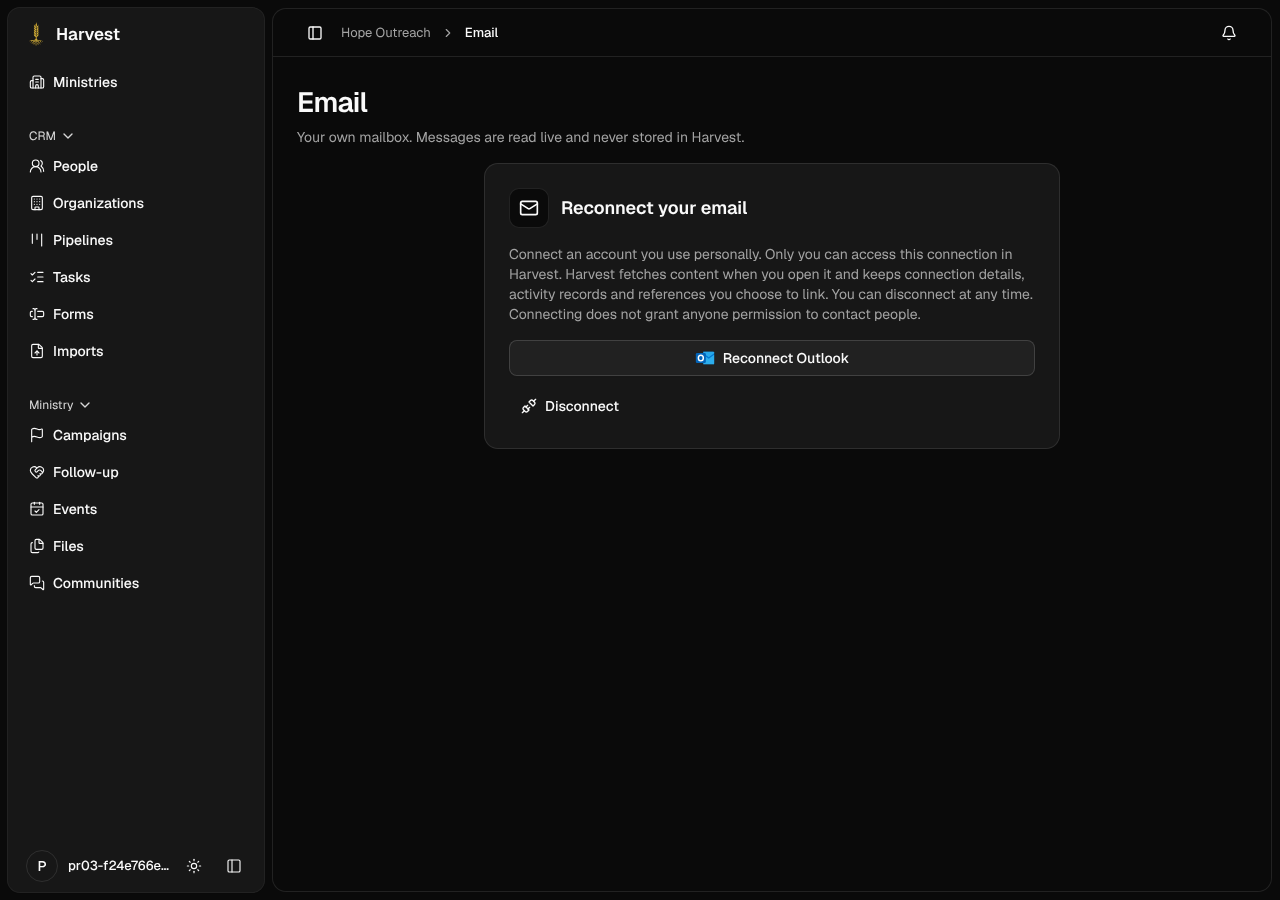 Harvest
Ministries
CRM
People
Organizations
Pipelines
Tasks
Forms
Imports
Ministry
Campaigns
Follow-up
Events
Files
Communities
P pr03-f24e766e...
Hope Outreach > Email
Email
Your own mailbox. Messages are read live and never stored in Harvest.
Reconnect your email
Connect an account you use personally. Only you can access this connection in
Harvest. Harvest fetches content when you open it and keeps connection details,
activity records and references you choose to link. You can disconnect at any time.
Connecting does not grant anyone permission to contact people.
Reconnect Outlook
Disconnect